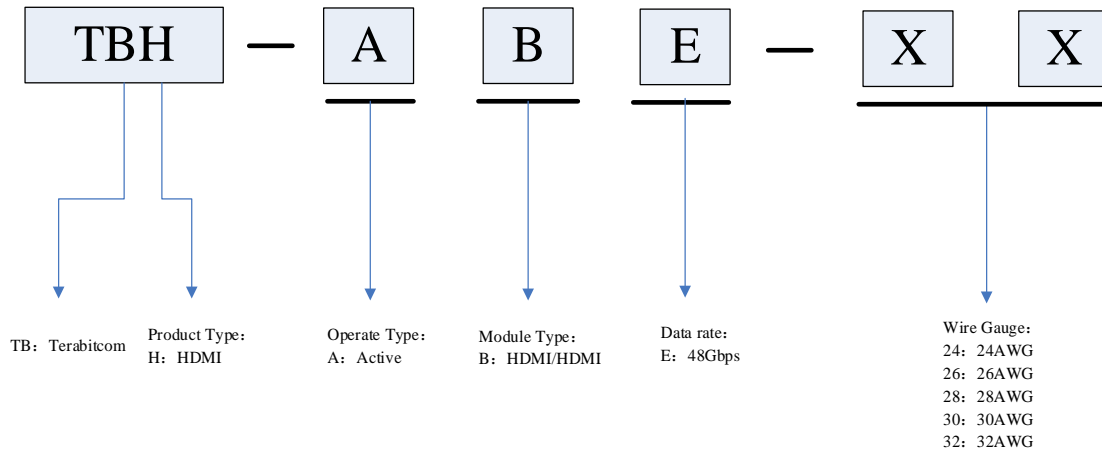 TBH — A B E — X X
TB：Terabitcom
Product Type：
H：HDMI
Operate Type：
A：Active
Module Type：
B：HDMI/HDMI
Data rate：
E：48Gbps
Wire Gauge：
24：24AWG
26：26AWG
28：28AWG
30：30AWG
32：32AWG